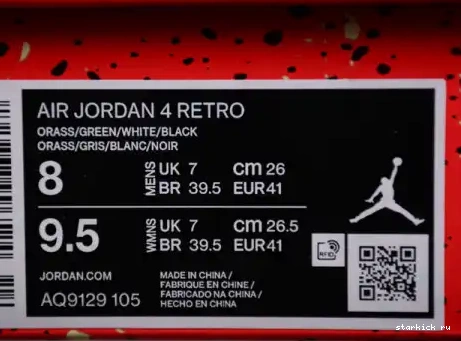 AIR JORDAN 4 RETRO
ORASS/GREEN/WHITE/BLACK
ORASS/GRIS/BLANC/NOIR
8 MENS UK 7 cm 26
BR 39.5 EUR41
9.5 WMNS UK 7 cm 26.5
BR 39.5 EUR41
RFID
JORDAN.COM
AQ9129 105
MADE IN CHINA /
FABRIQUE EN CHINE /
FABRICADO NA CHINA /
HECHO EN CHINA
starkick.ru